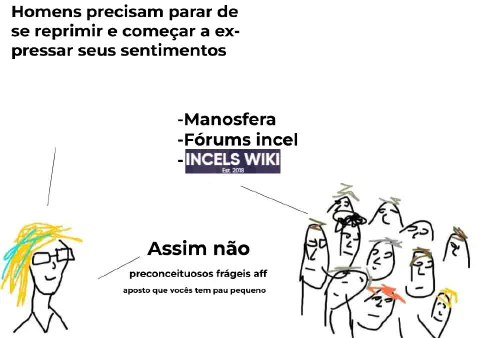 Homens precisam parar de
se reprimir e começar a ex-
pressar seus sentimentos
-Manosfera
-Fórums incel
-INCELS WIKI
Est. 2018
Assim não
preconceituosos frágeis aff
aposto que vocês tem pau pequeno